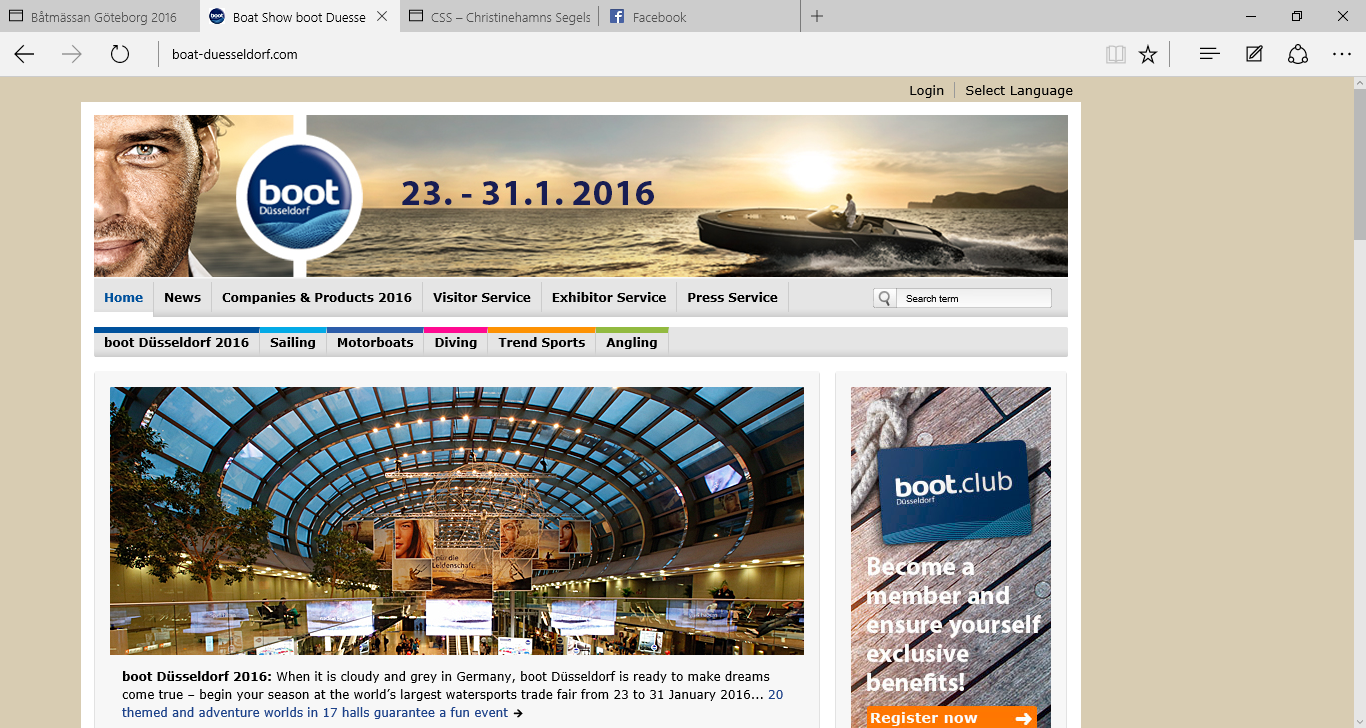 Båtmässan Göteborg 2016
Boat Show boot Duesse
CSS – Christinehamns Segels
Facebook
boat-duesseldorf.com
Login
Select Language
boot
Düsseldorf
23. - 31.1. 2016
Home
News
Companies & Products 2016
Visitor Service
Exhibitor Service
Press Service
Search term
boot Düsseldorf 2016
Sailing
Motorboats
Diving
Trend Sports
Angling
für die
Leidenschaft.
boot.club
Düsseldorf
Become a
member and
ensure yourself
exclusive
benefits!
Register now
boot Düsseldorf 2016: When it is cloudy and grey in Germany, boot Düsseldorf is ready to make dreams
come true – begin your season at the world’s largest watersports trade fair from 23 to 31 January 2016... 20
themed and adventure worlds in 17 halls guarantee a fun event